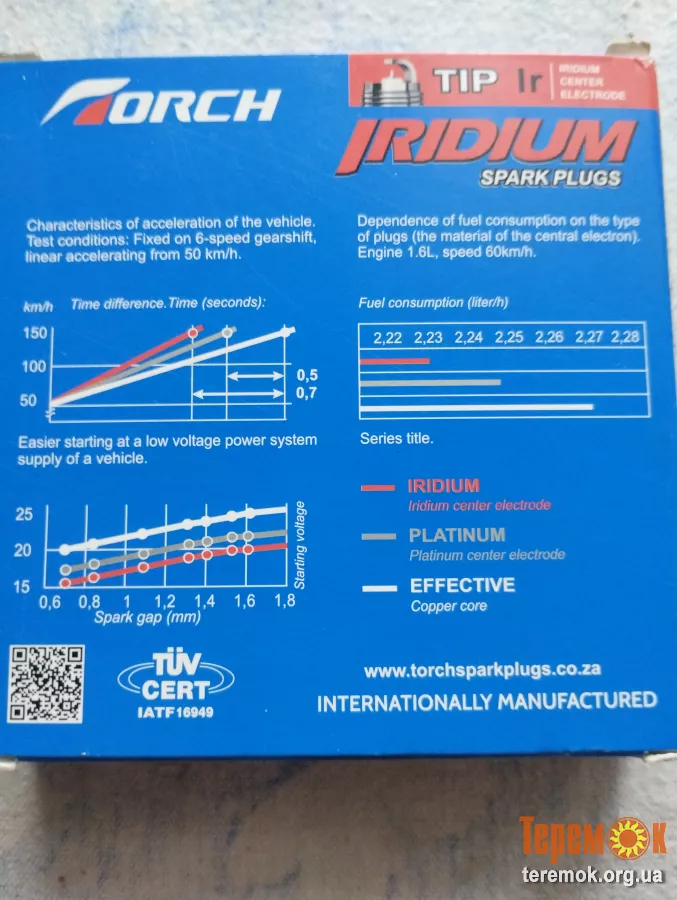 TORCH
TIP Ir
IRIDIUM
CENTER
ELECTRODE
IRIDIUM
SPARK PLUGS
Characteristics of acceleration of the vehicle.
Test conditions: Fixed on 6-speed gearshift,
linear accelerating from 50 km/h.
km/h Time difference. Time (seconds):
150
100
50
0,5
0,7
Dependence of fuel consumption on the type
of plugs (the material of the central electron).
Engine 1.6L, speed 60km/h.
Fuel consumption (liter/h)
2,22 2,23 2,24 2,25 2,26 2,27 2,28
Easier starting at a low voltage power system
supply of a vehicle.
25
20
15
0,6 0,8 1 1,2 1,4 1,6 1,8
Spark gap (mm)
Starting voltage
Series title.
IRIDIUM
Iridium center electrode
PLATINUM
Platinum center electrode
EFFECTIVE
Copper core
TÜV
CERT
IATF 16949
www.torchsparkplugs.co.za
INTERNATIONALLY MANUFACTURED
Теремок
teremok.org.ua